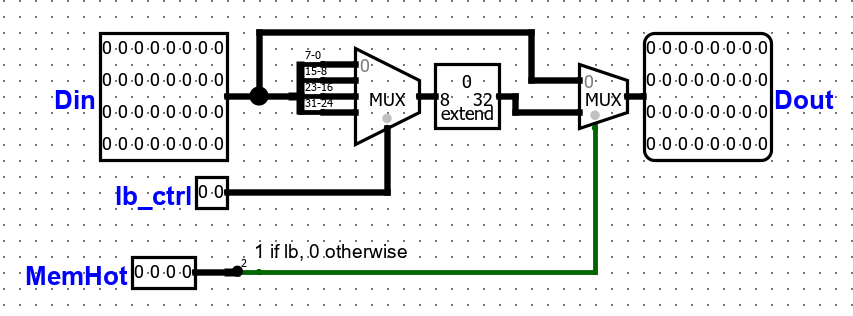 Din
0 0 0 0 0 0 0 0
0 0 0 0 0 0 0 0
0 0 0 0 0 0 0 0
0 0 0 0 0 0 0 0
7-0
15-8
23-16
31-24
0
MUX
0
8 32
extend
0
MUX
0 0 0 0 0 0 0 0
0 0 0 0 0 0 0 0
0 0 0 0 0 0 0 0
0 0 0 0 0 0 0 0
Dout
lb_ctrl
0 0
MemHot
0 0 0 0
2
1 if lb, 0 otherwise